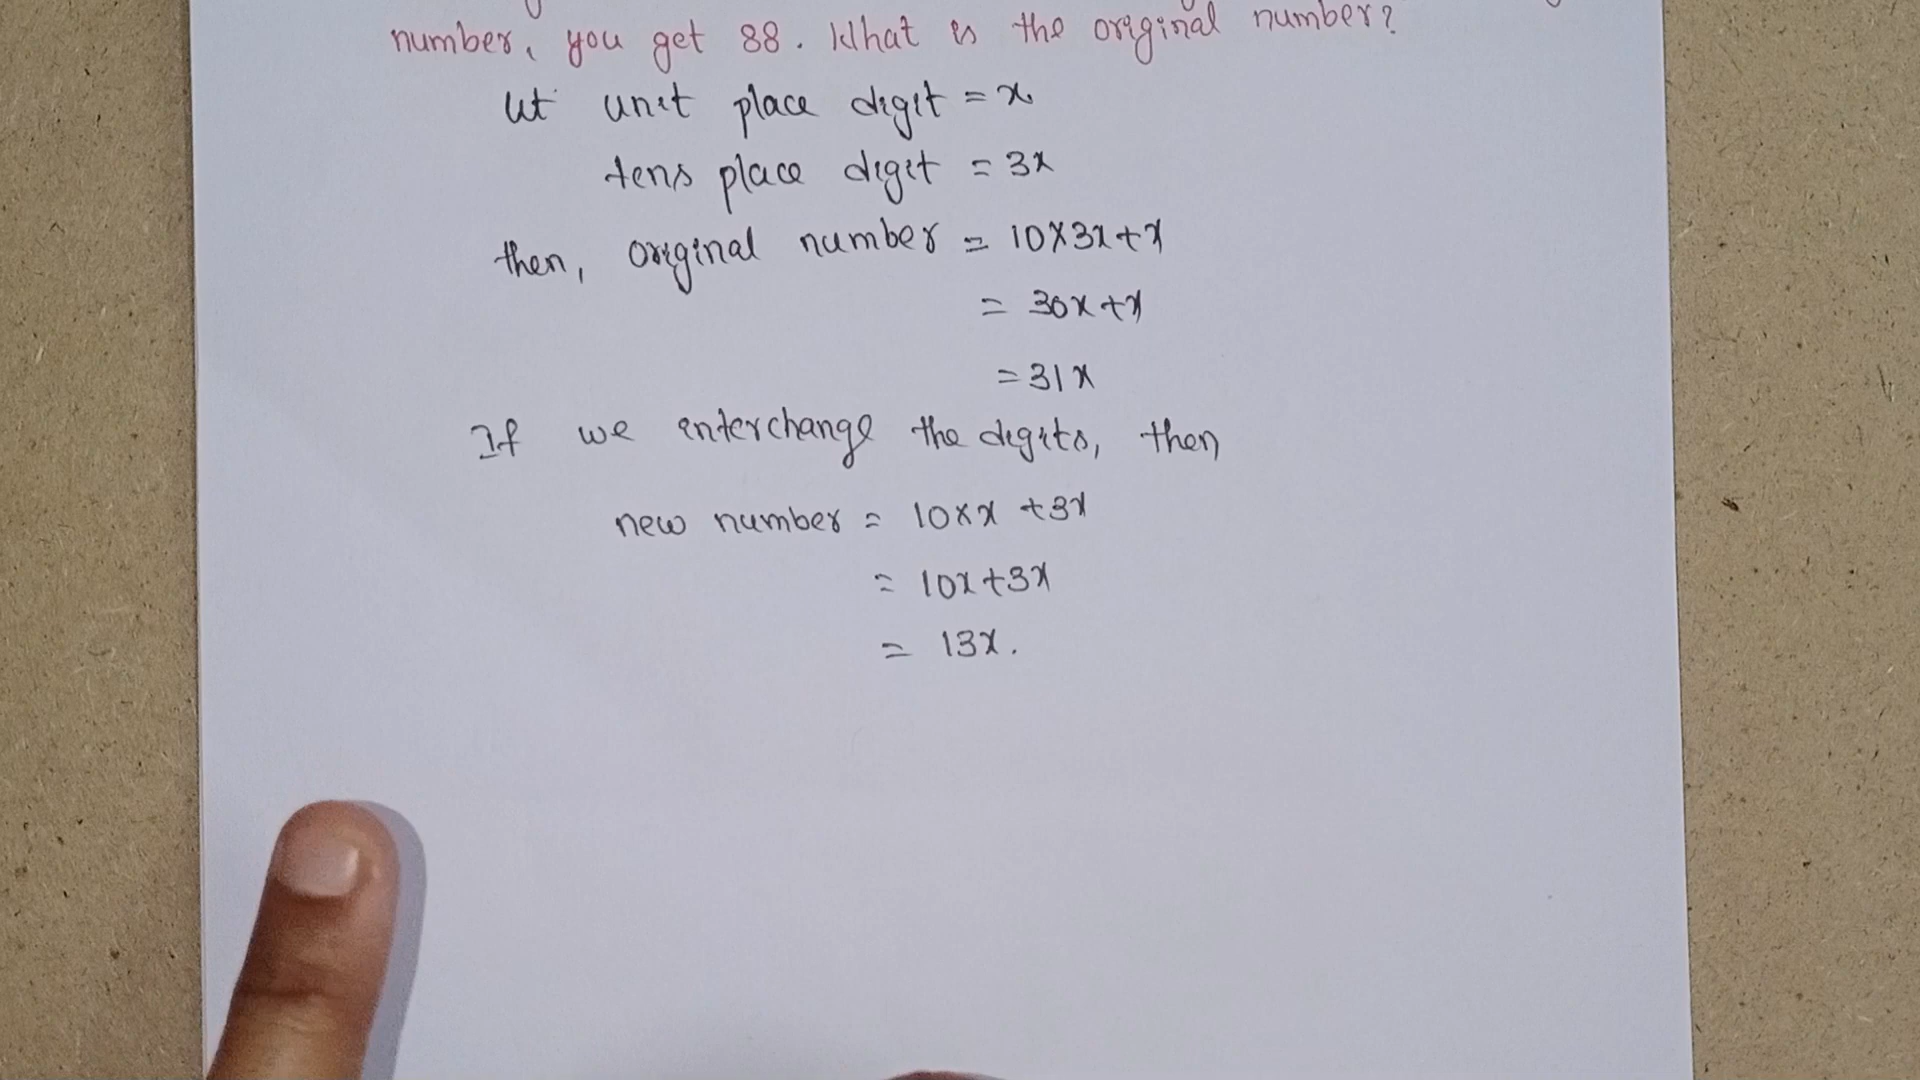 number, you get 88. What is the original number?
let unit place digit = x
tens place digit = 3x
then, original number = 10×3x+x
= 30x+x
= 31x
If we interchange the digits, then
new number = 10×x +3x
= 10x+3x
= 13x.